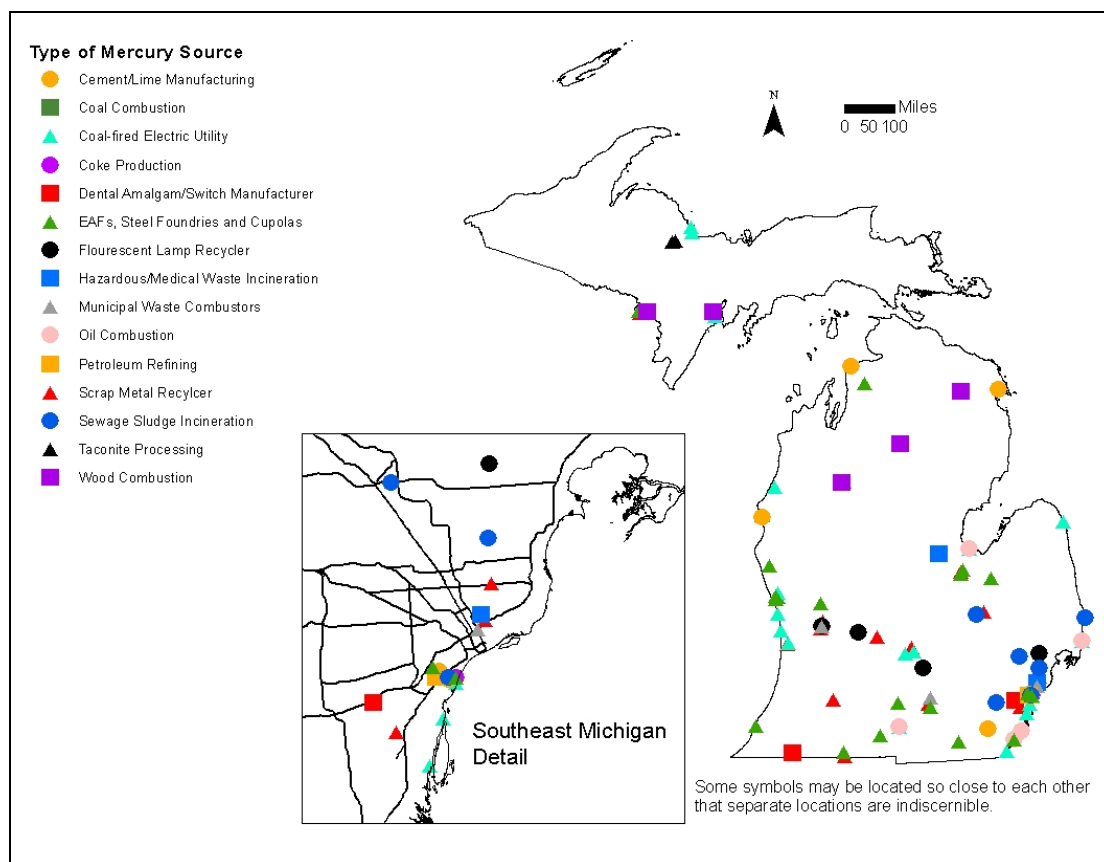 Type of Mercury Source
Cement/Lime Manufacturing
Coal Combustion
Coal-fired Electric Utility
Coke Production
Dental Amalgam/Switch Manufacturer
EAFs, Steel Foundries and Cupolas
Flourescent Lamp Recycler
Hazardous/Medical Waste Incineration
Municipal Waste Combustors
Oil Combustion
Petroleum Refining
Scrap Metal Recylcer
Sewage Sludge Incineration
Taconite Processing
Wood Combustion
N
Miles
0 50 100
Southeast Michigan
Detail
Some symbols may be located so close to each other
that separate locations are indiscernible.